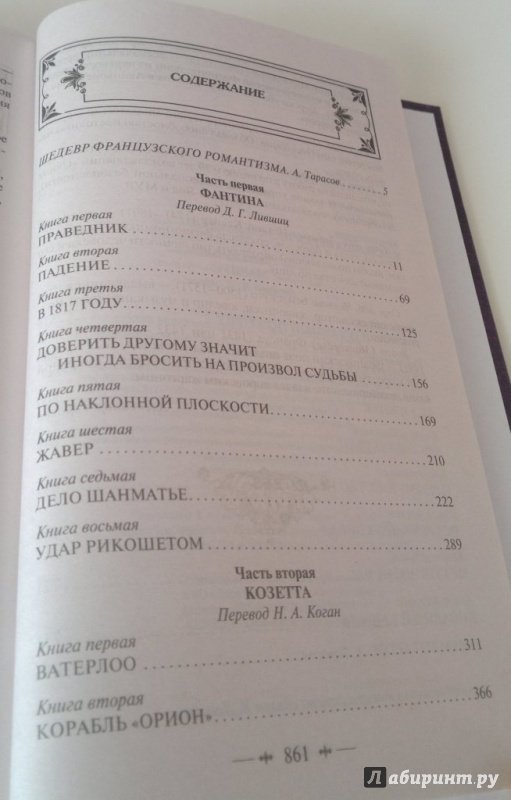 СОДЕРЖАНИЕ
ШЕДЕВР ФРАНЦУЗСКОГО РОМАНТИЗМА. А. Тарасов ..... 5
Часть первая
ФАНТИНА
Перевод Д. Г. Лившиц
Книга первая
ПРАВЕДНИК ..... 11
Книга вторая
ПАДЕНИЕ ..... 69
Книга третья
В 1817 ГОДУ ..... 125
Книга четвертая
ДОВЕРИТЬ ДРУГОМУ ЗНАЧИТ
ИНОГДА БРОСИТЬ НА ПРОИЗВОЛ СУДЬБЫ ..... 156
Книга пятая
ПО НАКЛОННОЙ ПЛОСКОСТИ ..... 169
Книга шестая
ЖАВЕР ..... 210
Книга седьмая
ДЕЛО ШАНМАТЬЕ ..... 222
Книга восьмая
УДАР РИКОШЕТОМ ..... 289
Часть вторая
КОЗЕТТА
Перевод Н. А. Коган
Книга первая
ВАТЕРЛОО ..... 311
Книга вторая
КОРАБЛЬ «ОРИОН» ..... 366
861
Лабиринт.ру